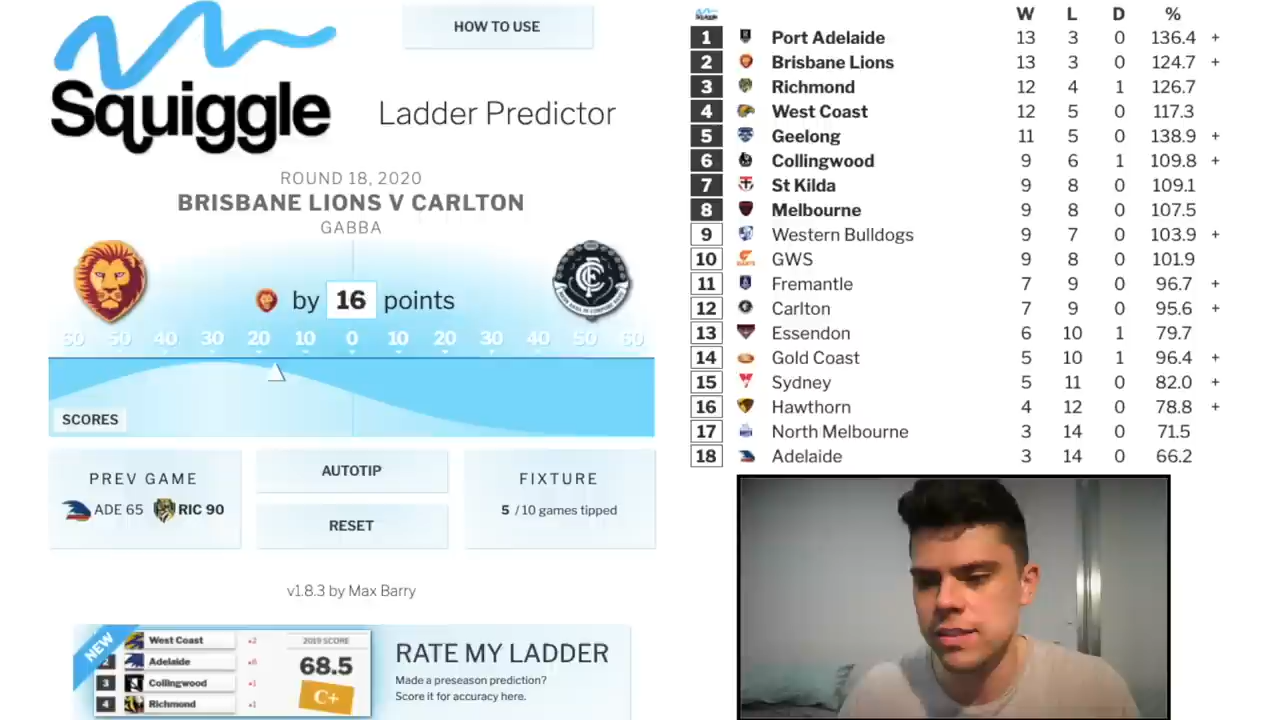 HOW TO USE
Squiggle
Ladder Predictor
ROUND 18, 2020
BRISBANE LIONS V CARLTON
GABBA
by 16 points
60 50 40 30 20 10 0 10 20 30 40 50 60
SCORES
PREV GAME
ADE 65 RIC 90
AUTOTIP
RESET
FIXTURE
5 / 10 games tipped
v1.8.3 by Max Barry
NEW
West Coast
2 Adelaide
3 Collingwood
4 Richmond
2019 SCORE
68.5
C+
RATE MY LADDER
Made a preseason prediction?
Score it for accuracy here.
Squiggle W L D %
1 Port Adelaide 13 3 0 136.4 +
2 Brisbane Lions 13 3 0 124.7 +
3 Richmond 12 4 1 126.7
4 West Coast 12 5 0 117.3
5 Geelong 11 5 0 138.9 +
6 Collingwood 9 6 1 109.8 +
7 St Kilda 9 8 0 109.1
8 Melbourne 9 8 0 107.5
9 Western Bulldogs 9 7 0 103.9 +
10 GWS 9 8 0 101.9
11 Fremantle 7 9 0 96.7 +
12 Carlton 7 9 0 95.6 +
13 Essendon 6 10 1 79.7
14 Gold Coast 5 10 1 96.4 +
15 Sydney 5 11 0 82.0 +
16 Hawthorn 4 12 0 78.8 +
17 North Melbourne 3 14 0 71.5
18 Adelaide 3 14 0 66.2